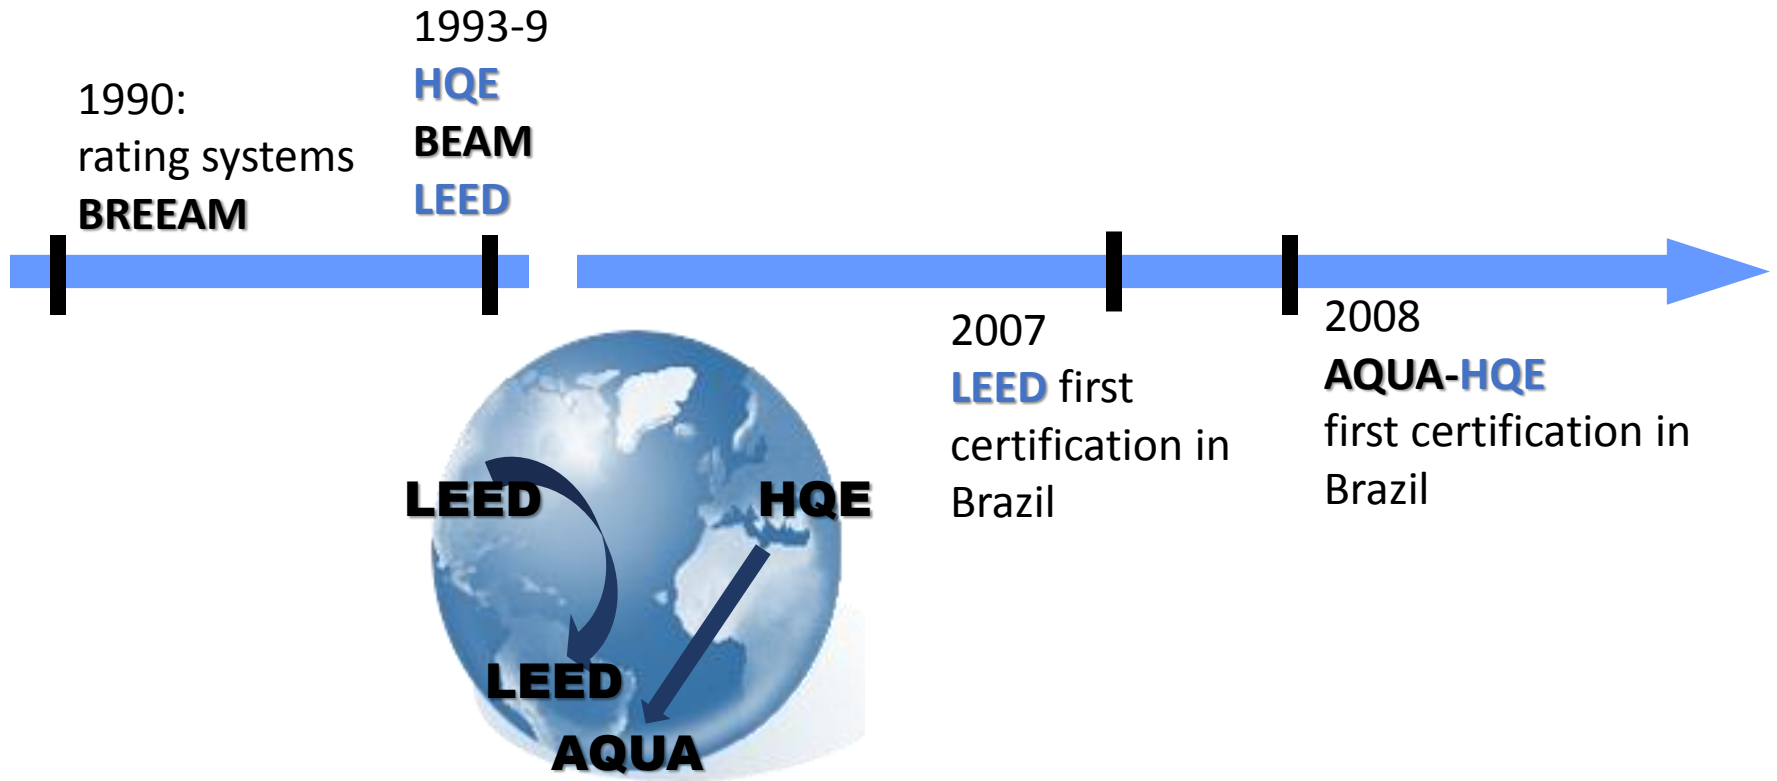 1990:
rating systems
BREEAM
1993-9
HQE
BEAM
LEED
2007
LEED first
certification in
Brazil
2008
AQUA-HQE
first certification in
Brazil
LEED
HQE
LEED
AQUA